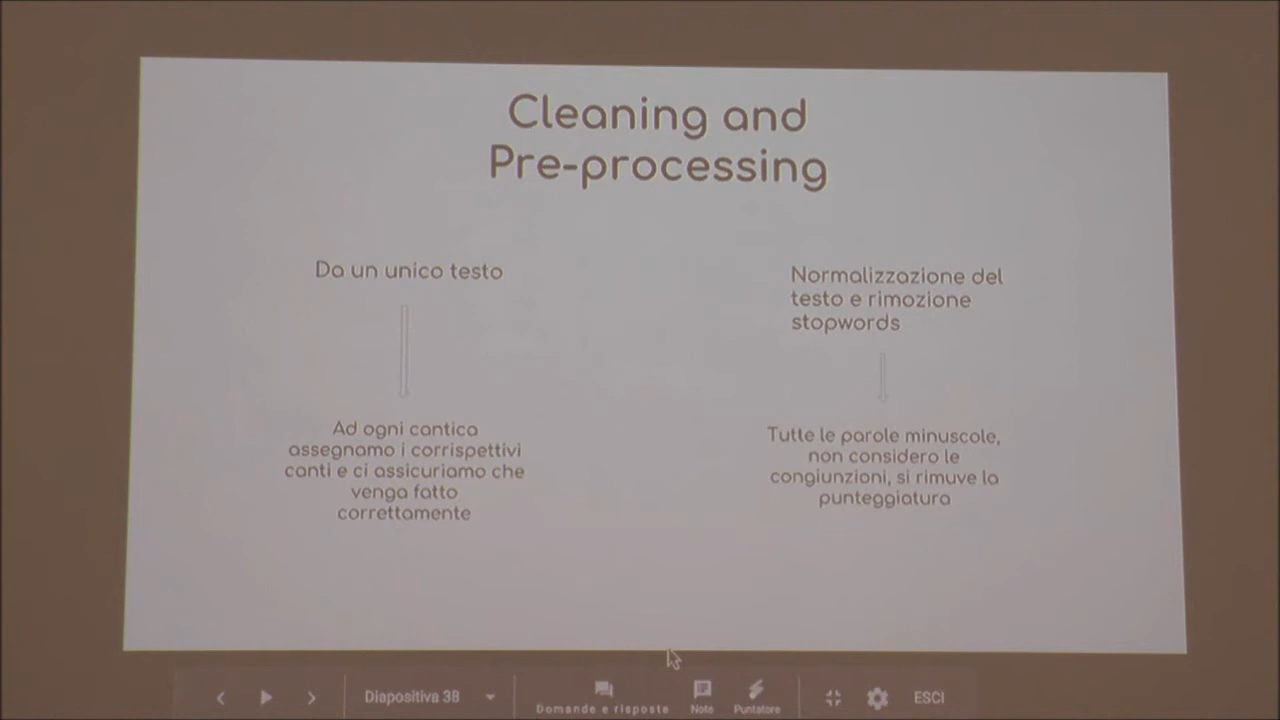 Cleaning and
Pre-processing
Da un unico testo
Ad ogni cantica
assegnamo i corrispettivi
canti e ci assicuriamo che
venga fatto
correttamente
Normalizzazione del
testo e rimozione
stopwords
Tutte le parole minuscole,
non considero le
congiunzioni, si rimuve la
punteggiatura
Diapositiva 38
Domande e risposte
Note
Puntatore
ESCI